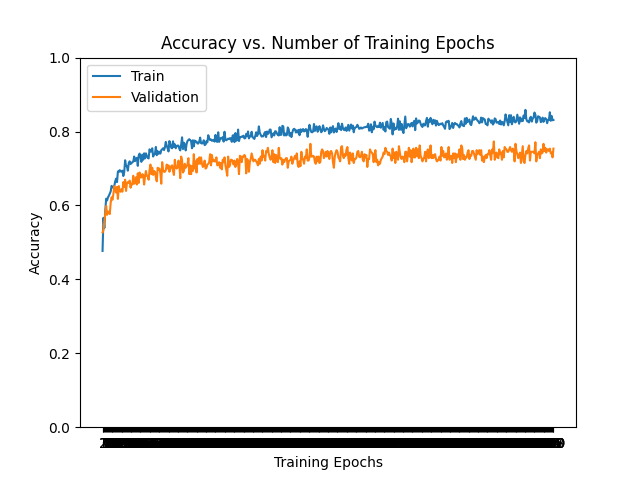 Accuracy vs. Number of Training Epochs
1.0
Train
Validation
0.8
0.6
0.4
0.2
0.0
Accuracy
Training Epochs